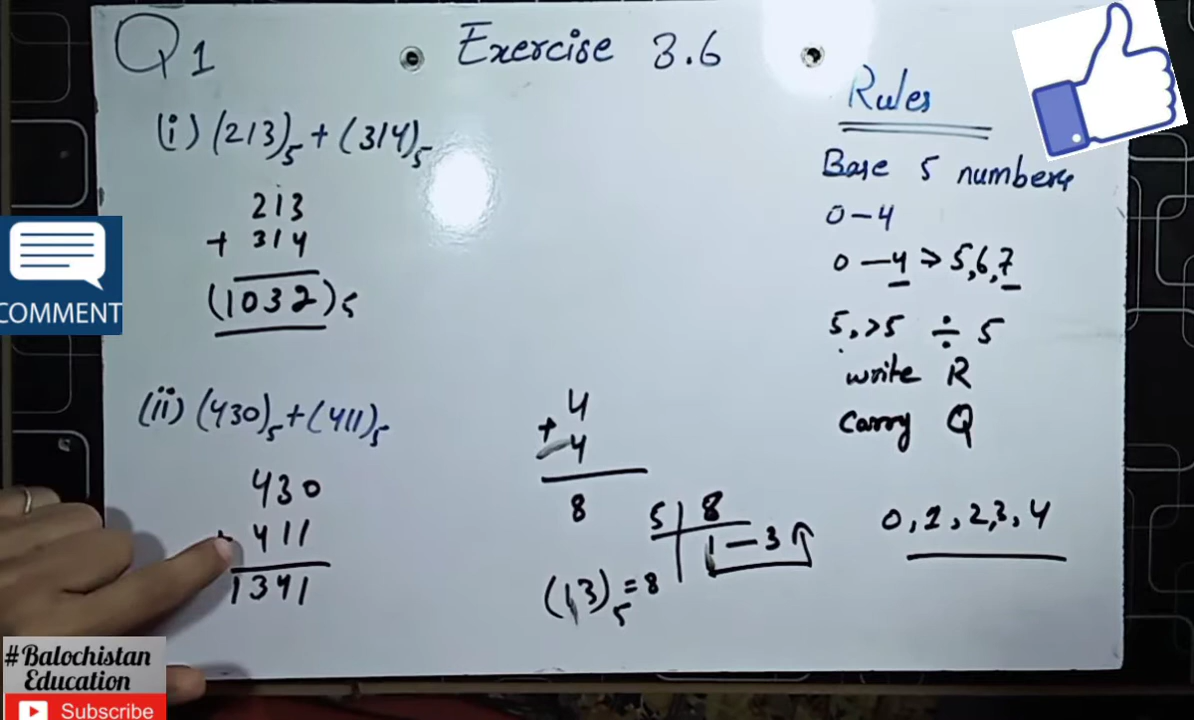 Q1
Exercise 3.6
(i) (213)₅ + (314)₅
213
+ 314
(1032)₅
(ii) (430)₅ + (411)₅
430
+ 411
1341
4
+ 4
8
5 | 8
1 - 3
(13)₅ = 8
Rules
Base 5 numbers
0-4
0-4 ⇒ 5,6,7
5,>5 ÷ 5
write R
Carry Q
0,1,2,3,4
COMMENT
#Balochistan
Education
Subscribe